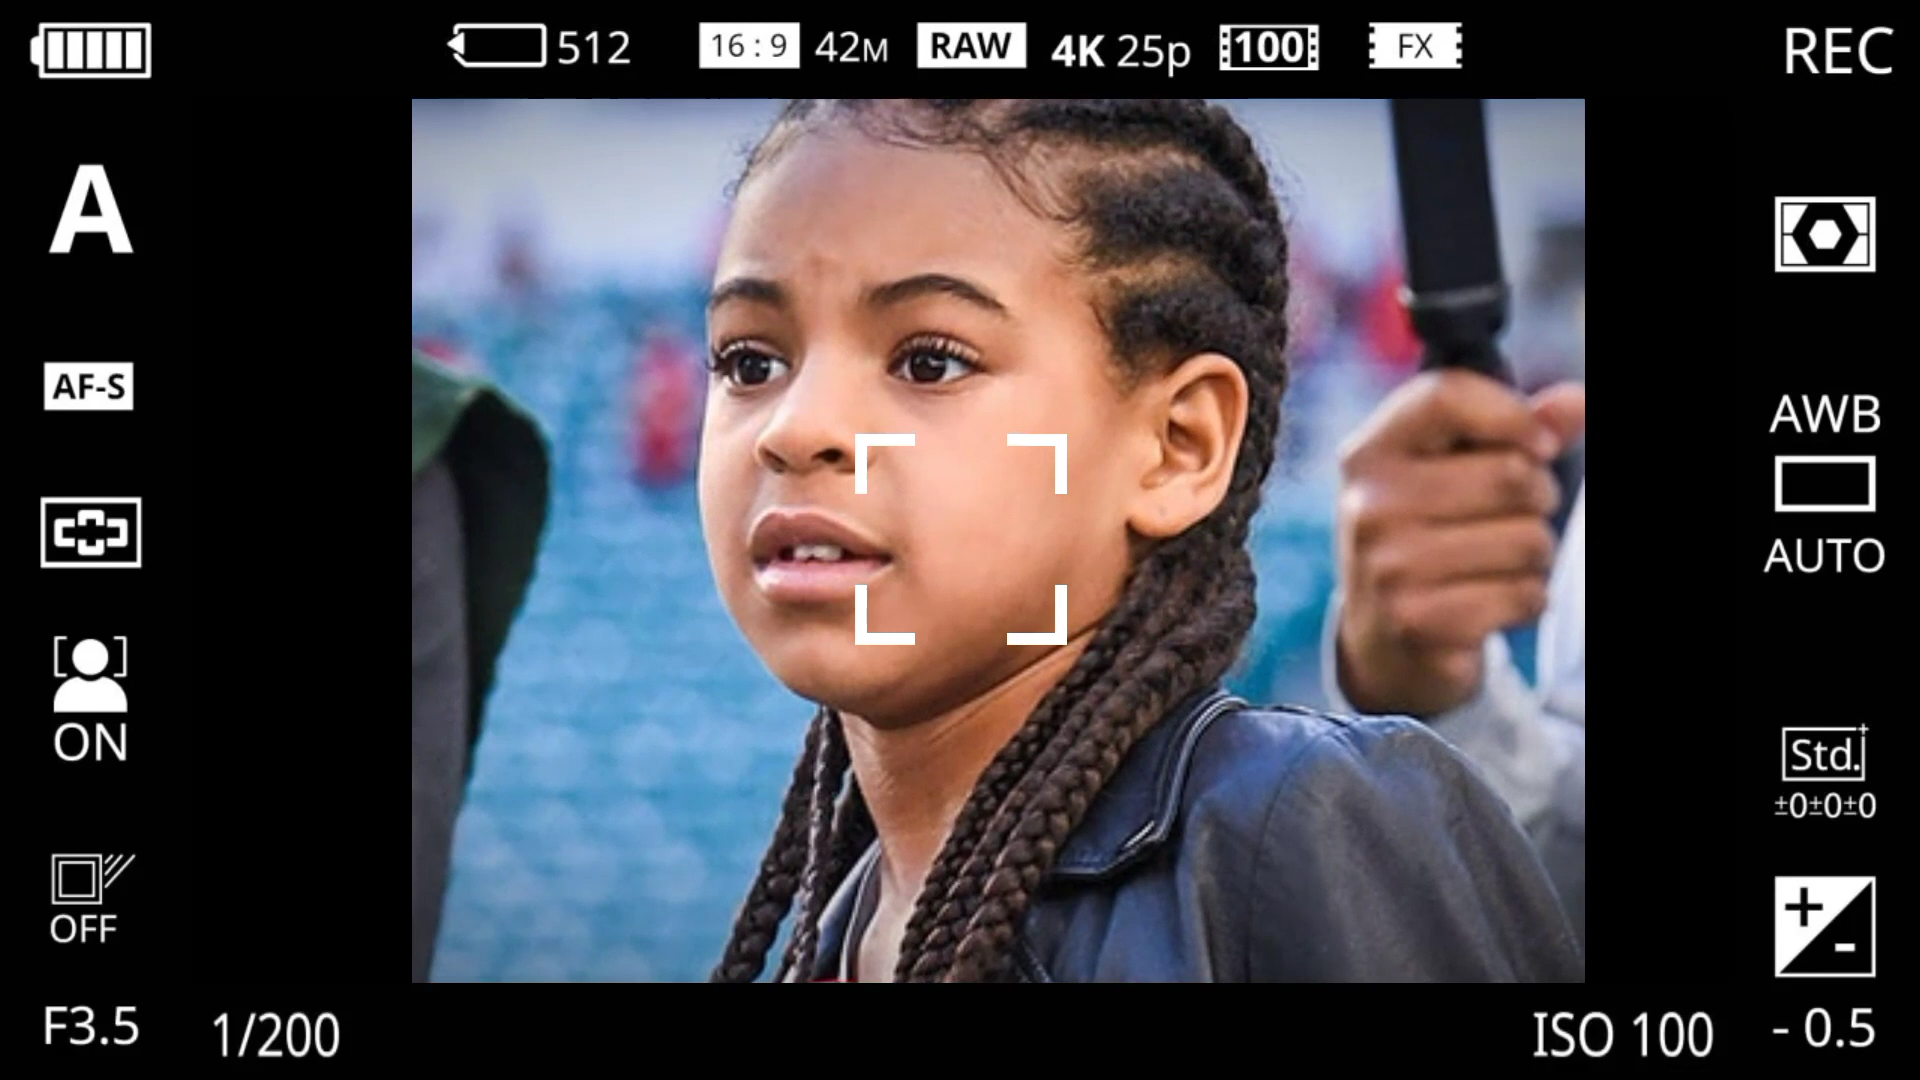 512 16:9 42M RAW 4K 25p 100 FX REC
A
AF-S
AWB
AUTO
ON
Std.+
±0±0±0
OFF
F3.5 1/200 ISO 100 -0.5